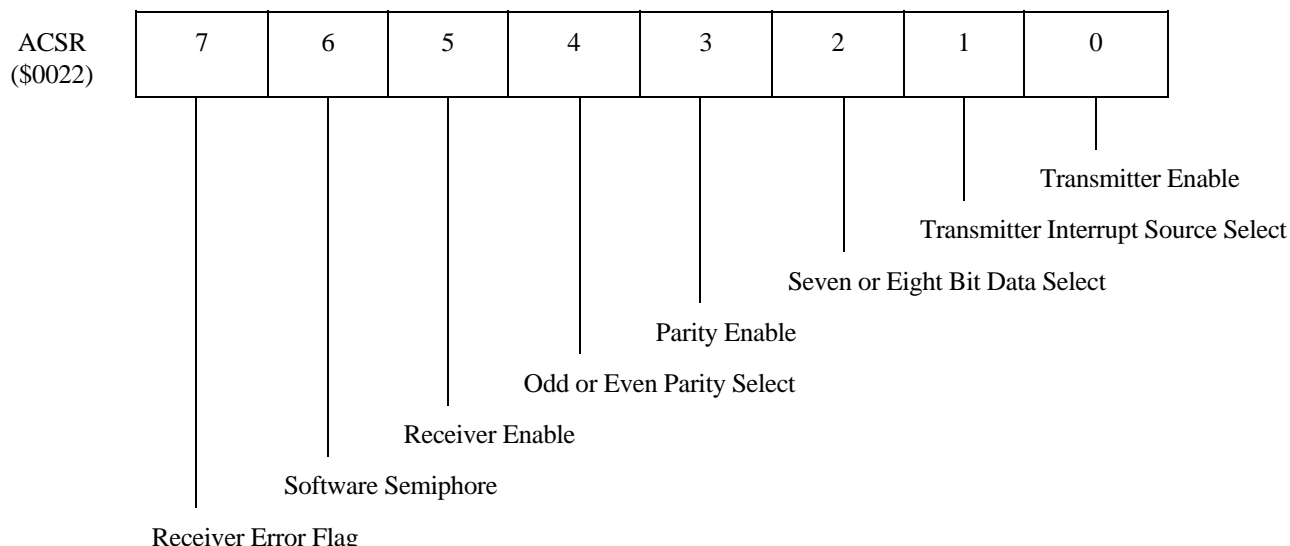 ACSR 7 6 5 4 3 2 1 0
($0022)
Transmitter Enable
Transmitter Interrupt Source Select
Seven or Eight Bit Data Select
Parity Enable
Odd or Even Parity Select
Receiver Enable
Software Semiphore
Receiver Error Flag